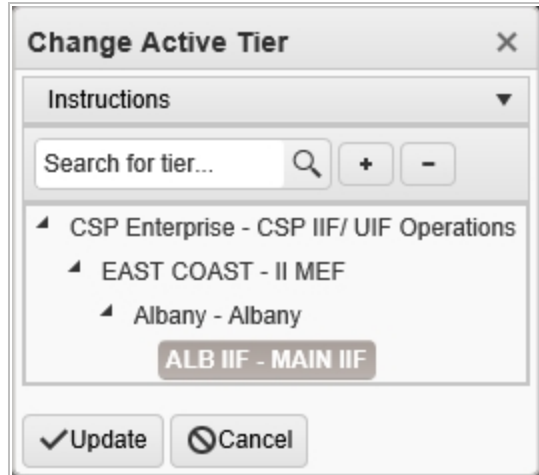 Change Active Tier
Instructions
Search for tier...
CSP Enterprise - CSP IIF/ UIF Operations
EAST COAST - II MEF
Albany - Albany
ALB IIF - MAIN IIF
Update Cancel